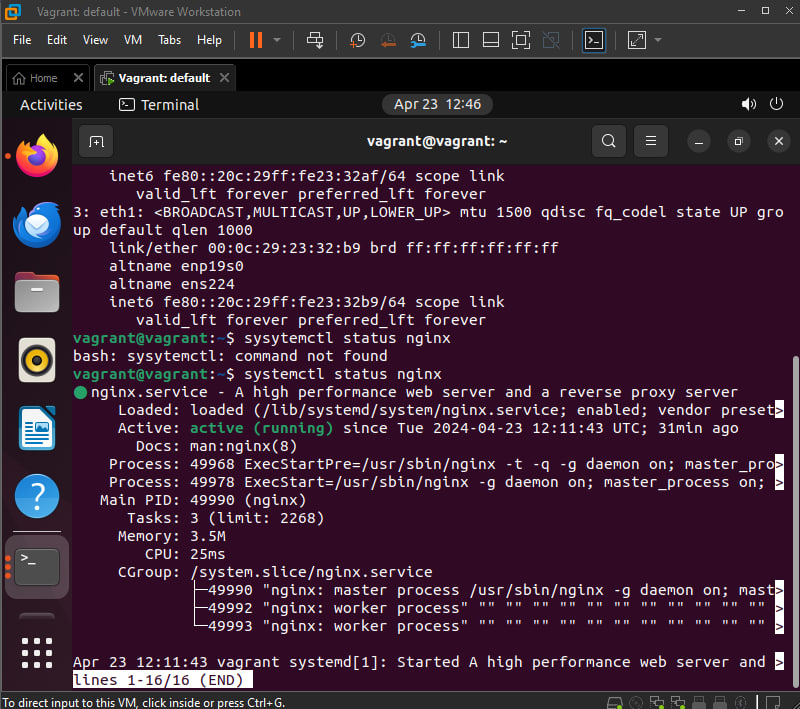 Vagrant: default - VMware Workstation
File Edit View VM Tabs Help
Home Vagrant: default
Activities Terminal Apr 23 12:46
vagrant@vagrant: ~
inet6 fe80::20c:29ff:fe23:32af/64 scope link
valid_lft forever preferred_lft forever
3: eth1: <BROADCAST,MULTICAST,UP,LOWER_UP> mtu 1500 qdisc fq_codel state UP gro
up default qlen 1000
link/ether 00:0c:29:23:32:b9 brd ff:ff:ff:ff:ff:ff
altname enp19s0
altname ens224
inet6 fe80::20c:29ff:fe23:32b9/64 scope link
valid_lft forever preferred_lft forever
vagrant@vagrant:~$ sysytemctl status nginx
bash: sysytemctl: command not found
vagrant@vagrant:~$ systemctl status nginx
● nginx.service - A high performance web server and a reverse proxy server
Loaded: loaded (/lib/systemd/system/nginx.service; enabled; vendor preset>
Active: active (running) since Tue 2024-04-23 12:11:43 UTC; 31min ago
Docs: man:nginx(8)
Process: 49968 ExecStartPre=/usr/sbin/nginx -t -q -g daemon on; master_pro>
Process: 49978 ExecStart=/usr/sbin/nginx -g daemon on; master_process on; >
Main PID: 49990 (nginx)
Tasks: 3 (limit: 2268)
Memory: 3.5M
CPU: 25ms
CGroup: /system.slice/nginx.service
├─49990 "nginx: master process /usr/sbin/nginx -g daemon on; mast>
├─49992 "nginx: worker process" "" "" "" "" "" "" "" "" "" "" "" >
└─49993 "nginx: worker process" "" "" "" "" "" "" "" "" "" "" "" >
Apr 23 12:11:43 vagrant systemd[1]: Started A high performance web server and >
lines 1-16/16 (END)
To direct input to this VM, click inside or press Ctrl+G.